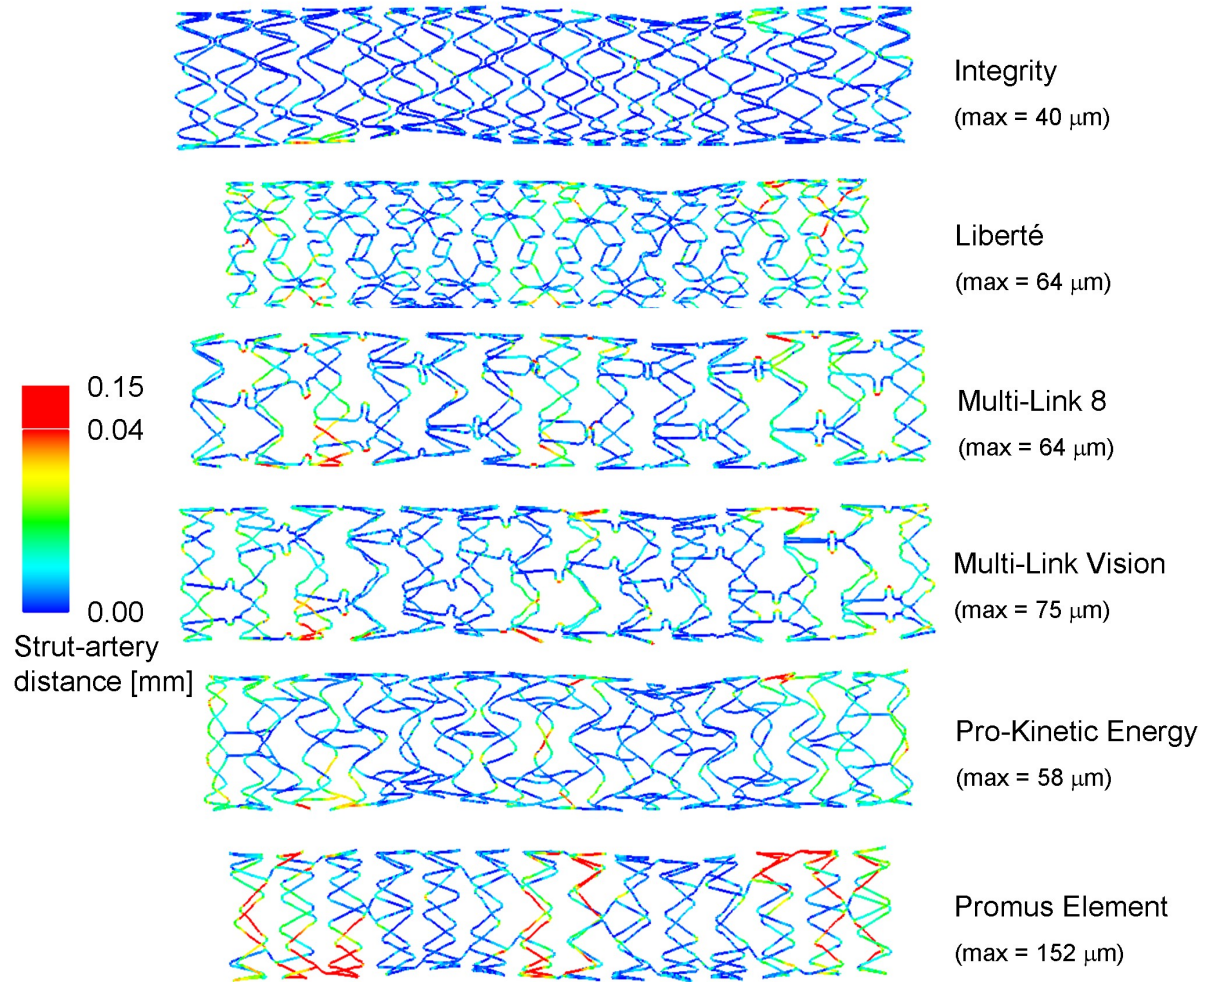 Integrity
(max = 40 μm)
Liberté
(max = 64 μm)
Multi-Link 8
(max = 64 μm)
0.15
0.04
0.00
Strut-artery
distance [mm]
Multi-Link Vision
(max = 75 μm)
Pro-Kinetic Energy
(max = 58 μm)
Promus Element
(max = 152 μm)